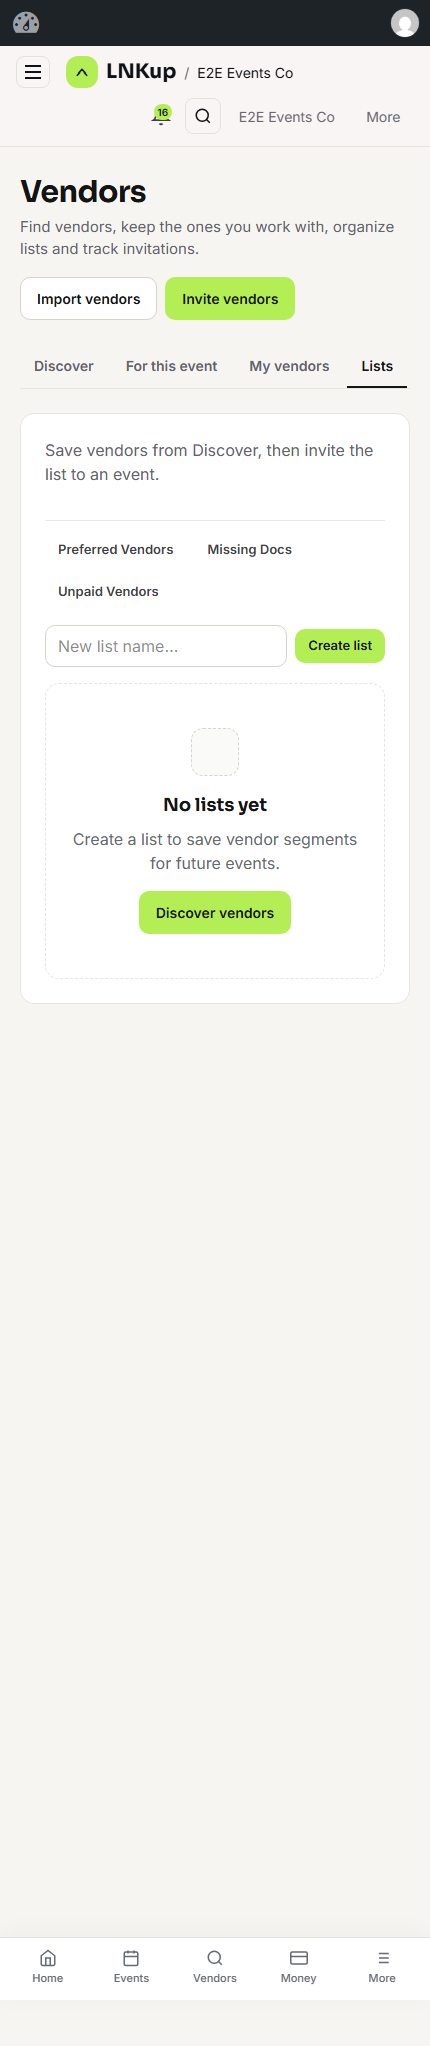 LNKup / E2E Events Co
16
E2E Events Co
More
Vendors
Find vendors, keep the ones you work with, organize
lists and track invitations.
Import vendors
Invite vendors
Discover
For this event
My vendors
Lists
Save vendors from Discover, then invite the
list to an event.
Preferred Vendors
Missing Docs
Unpaid Vendors
New list name...
Create list
No lists yet
Create a list to save vendor segments
for future events.
Discover vendors
Home
Events
Vendors
Money
More